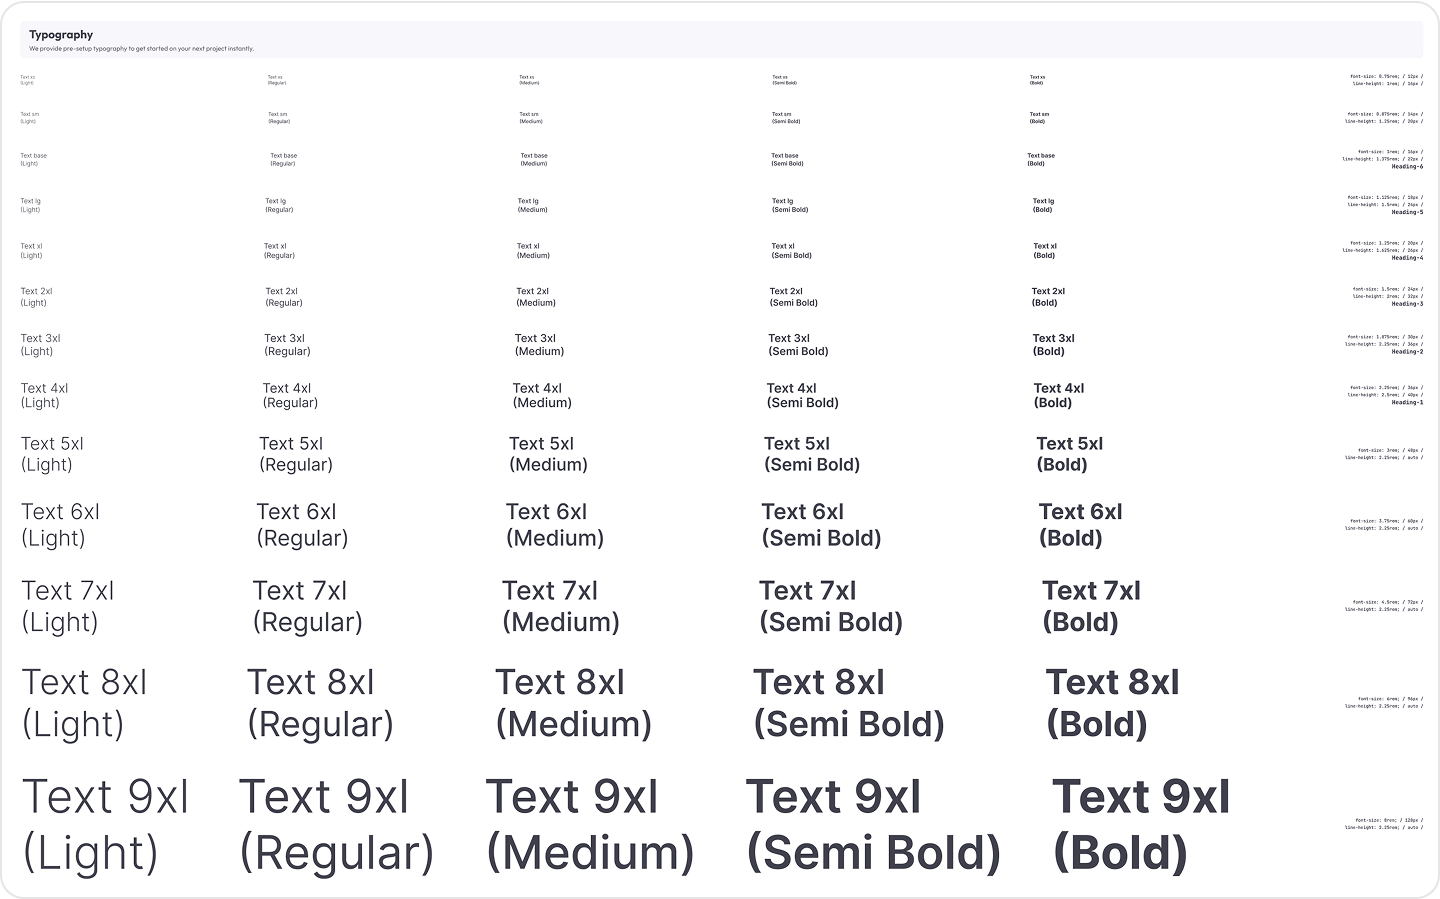 Typography
We provide pre-setup typography to get started on your next project instantly.
Text xs
(Light)
Text xs
(Regular)
Text xs
(Medium)
Text xs
(Semi Bold)
Text xs
(Bold)
font-size: 0.75rem; / 12px /
line-height: 1rem; / 16px /
Text sm
(Light)
Text sm
(Regular)
Text sm
(Medium)
Text sm
(Semi Bold)
Text sm
(Bold)
font-size: 0.875rem; / 14px /
line-height: 1.25rem; / 20px /
Text base
(Light)
Text base
(Regular)
Text base
(Medium)
Text base
(Semi Bold)
Text base
(Bold)
font-size: 1rem; / 16px /
line-height: 1.375rem; / 22px /
Heading-6
Text lg
(Light)
Text lg
(Regular)
Text lg
(Medium)
Text lg
(Semi Bold)
Text lg
(Bold)
font-size: 1.125rem; / 18px /
line-height: 1.5rem; / 24px /
Heading-5
Text xl
(Light)
Text xl
(Regular)
Text xl
(Medium)
Text xl
(Semi Bold)
Text xl
(Bold)
font-size: 1.25rem; / 20px /
line-height: 1.625rem; / 26px /
Heading-4
Text 2xl
(Light)
Text 2xl
(Regular)
Text 2xl
(Medium)
Text 2xl
(Semi Bold)
Text 2xl
(Bold)
font-size: 1.5rem; / 24px /
line-height: 2rem; / 32px /
Heading-3
Text 3xl
(Light)
Text 3xl
(Regular)
Text 3xl
(Medium)
Text 3xl
(Semi Bold)
Text 3xl
(Bold)
font-size: 1.875rem; / 30px /
line-height: 2.25rem; / 36px /
Heading-2
Text 4xl
(Light)
Text 4xl
(Regular)
Text 4xl
(Medium)
Text 4xl
(Semi Bold)
Text 4xl
(Bold)
font-size: 2.25rem; / 36px /
line-height: 2.5rem; / 40px /
Heading-1
Text 5xl
(Light)
Text 5xl
(Regular)
Text 5xl
(Medium)
Text 5xl
(Semi Bold)
Text 5xl
(Bold)
font-size: 3rem; / 48px /
line-height: 2.25rem; / auto /
Text 6xl
(Light)
Text 6xl
(Regular)
Text 6xl
(Medium)
Text 6xl
(Semi Bold)
Text 6xl
(Bold)
font-size: 3.75rem; / 60px /
line-height: 2.25rem; / auto /
Text 7xl
(Light)
Text 7xl
(Regular)
Text 7xl
(Medium)
Text 7xl
(Semi Bold)
Text 7xl
(Bold)
font-size: 4.5rem; / 72px /
line-height: 2.25rem; / auto /
Text 8xl
(Light)
Text 8xl
(Regular)
Text 8xl
(Medium)
Text 8xl
(Semi Bold)
Text 8xl
(Bold)
font-size: 6rem; / 96px /
line-height: 2.25rem; / auto /
Text 9xl
(Light)
Text 9xl
(Regular)
Text 9xl
(Medium)
Text 9xl
(Semi Bold)
Text 9xl
(Bold)
font-size: 8rem; / 128px /
line-height: 2.25rem; / auto /